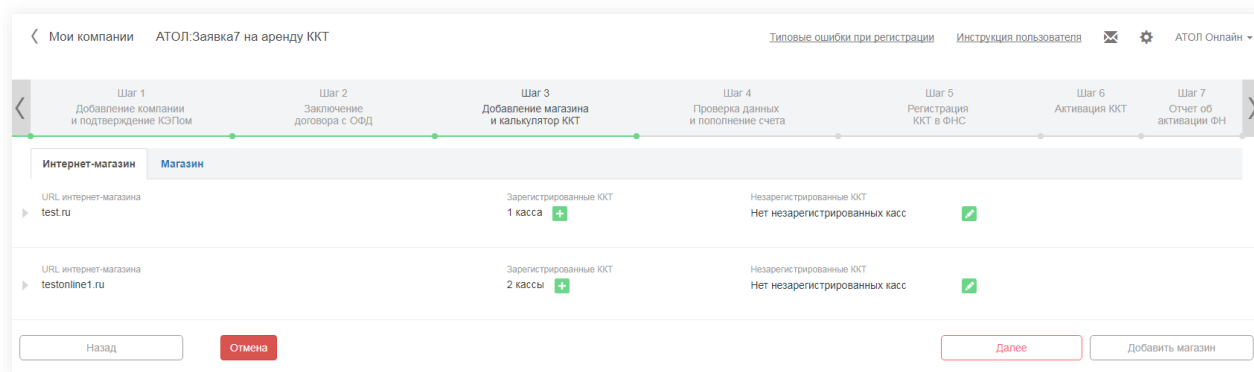 Мои компании АТОЛ:Заявка7 на аренду ККТ Типовые ошибки при регистрации Инструкция пользователя АТОЛ Онлайн
Шаг 1 Шаг 2 Шаг 3 Шаг 4 Шаг 5 Шаг 6 Шаг 7
Добавление компании Заключение Добавление магазина Проверка данных Регистрация Активация ККТ Отчет об
и подтверждение КЭПом договора с ОФД и калькулятор ККТ и пополнение счета ККТ в ФНС активации ФН
Интернет-магазин Магазин
URL интернет-магазина Зарегистрированные ККТ Незарегистрированные ККТ
test.ru 1 касса Нет незарегистрированных касс
URL интернет-магазина Зарегистрированные ККТ Незарегистрированные ККТ
testonline1.ru 2 кассы Нет незарегистрированных касс
Назад Отмена Далее Добавить магазин